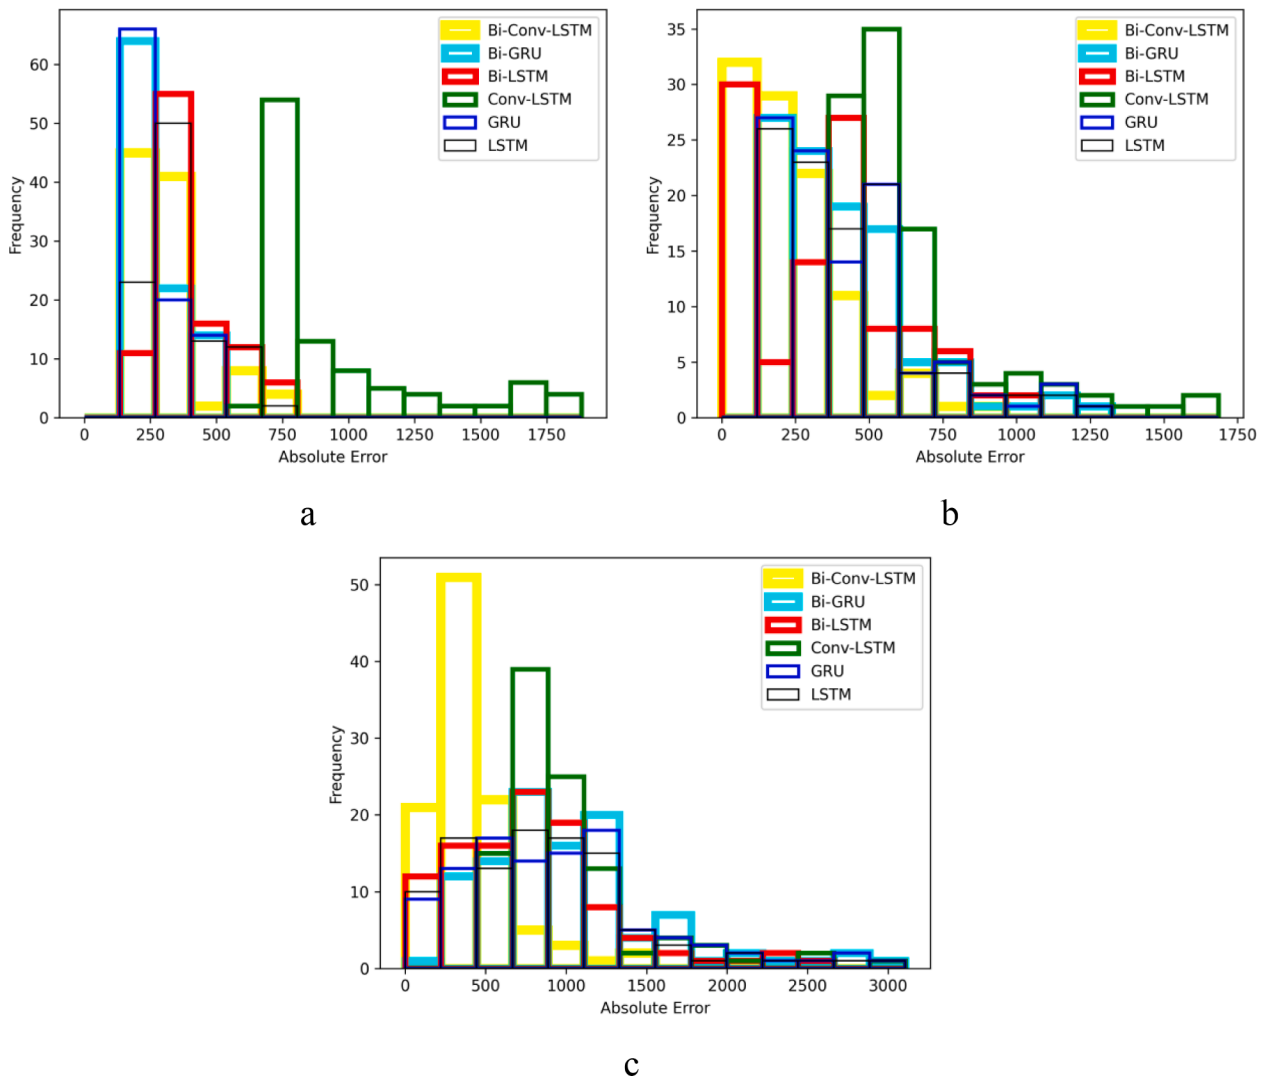 Bi-Conv-LSTM
Bi-GRU
Bi-LSTM
Conv-LSTM
GRU
LSTM
Frequency
60
50
40
30
20
10
0
0 250 500 750 1000 1250 1500 1750
Absolute Error
a
Bi-Conv-LSTM
Bi-GRU
Bi-LSTM
Conv-LSTM
GRU
LSTM
Frequency
35
30
25
20
15
10
5
0
0 250 500 750 1000 1250 1500 1750
Absolute Error
b
Bi-Conv-LSTM
Bi-GRU
Bi-LSTM
Conv-LSTM
GRU
LSTM
Frequency
50
40
30
20
10
0
0 500 1000 1500 2000 2500 3000
Absolute Error
c